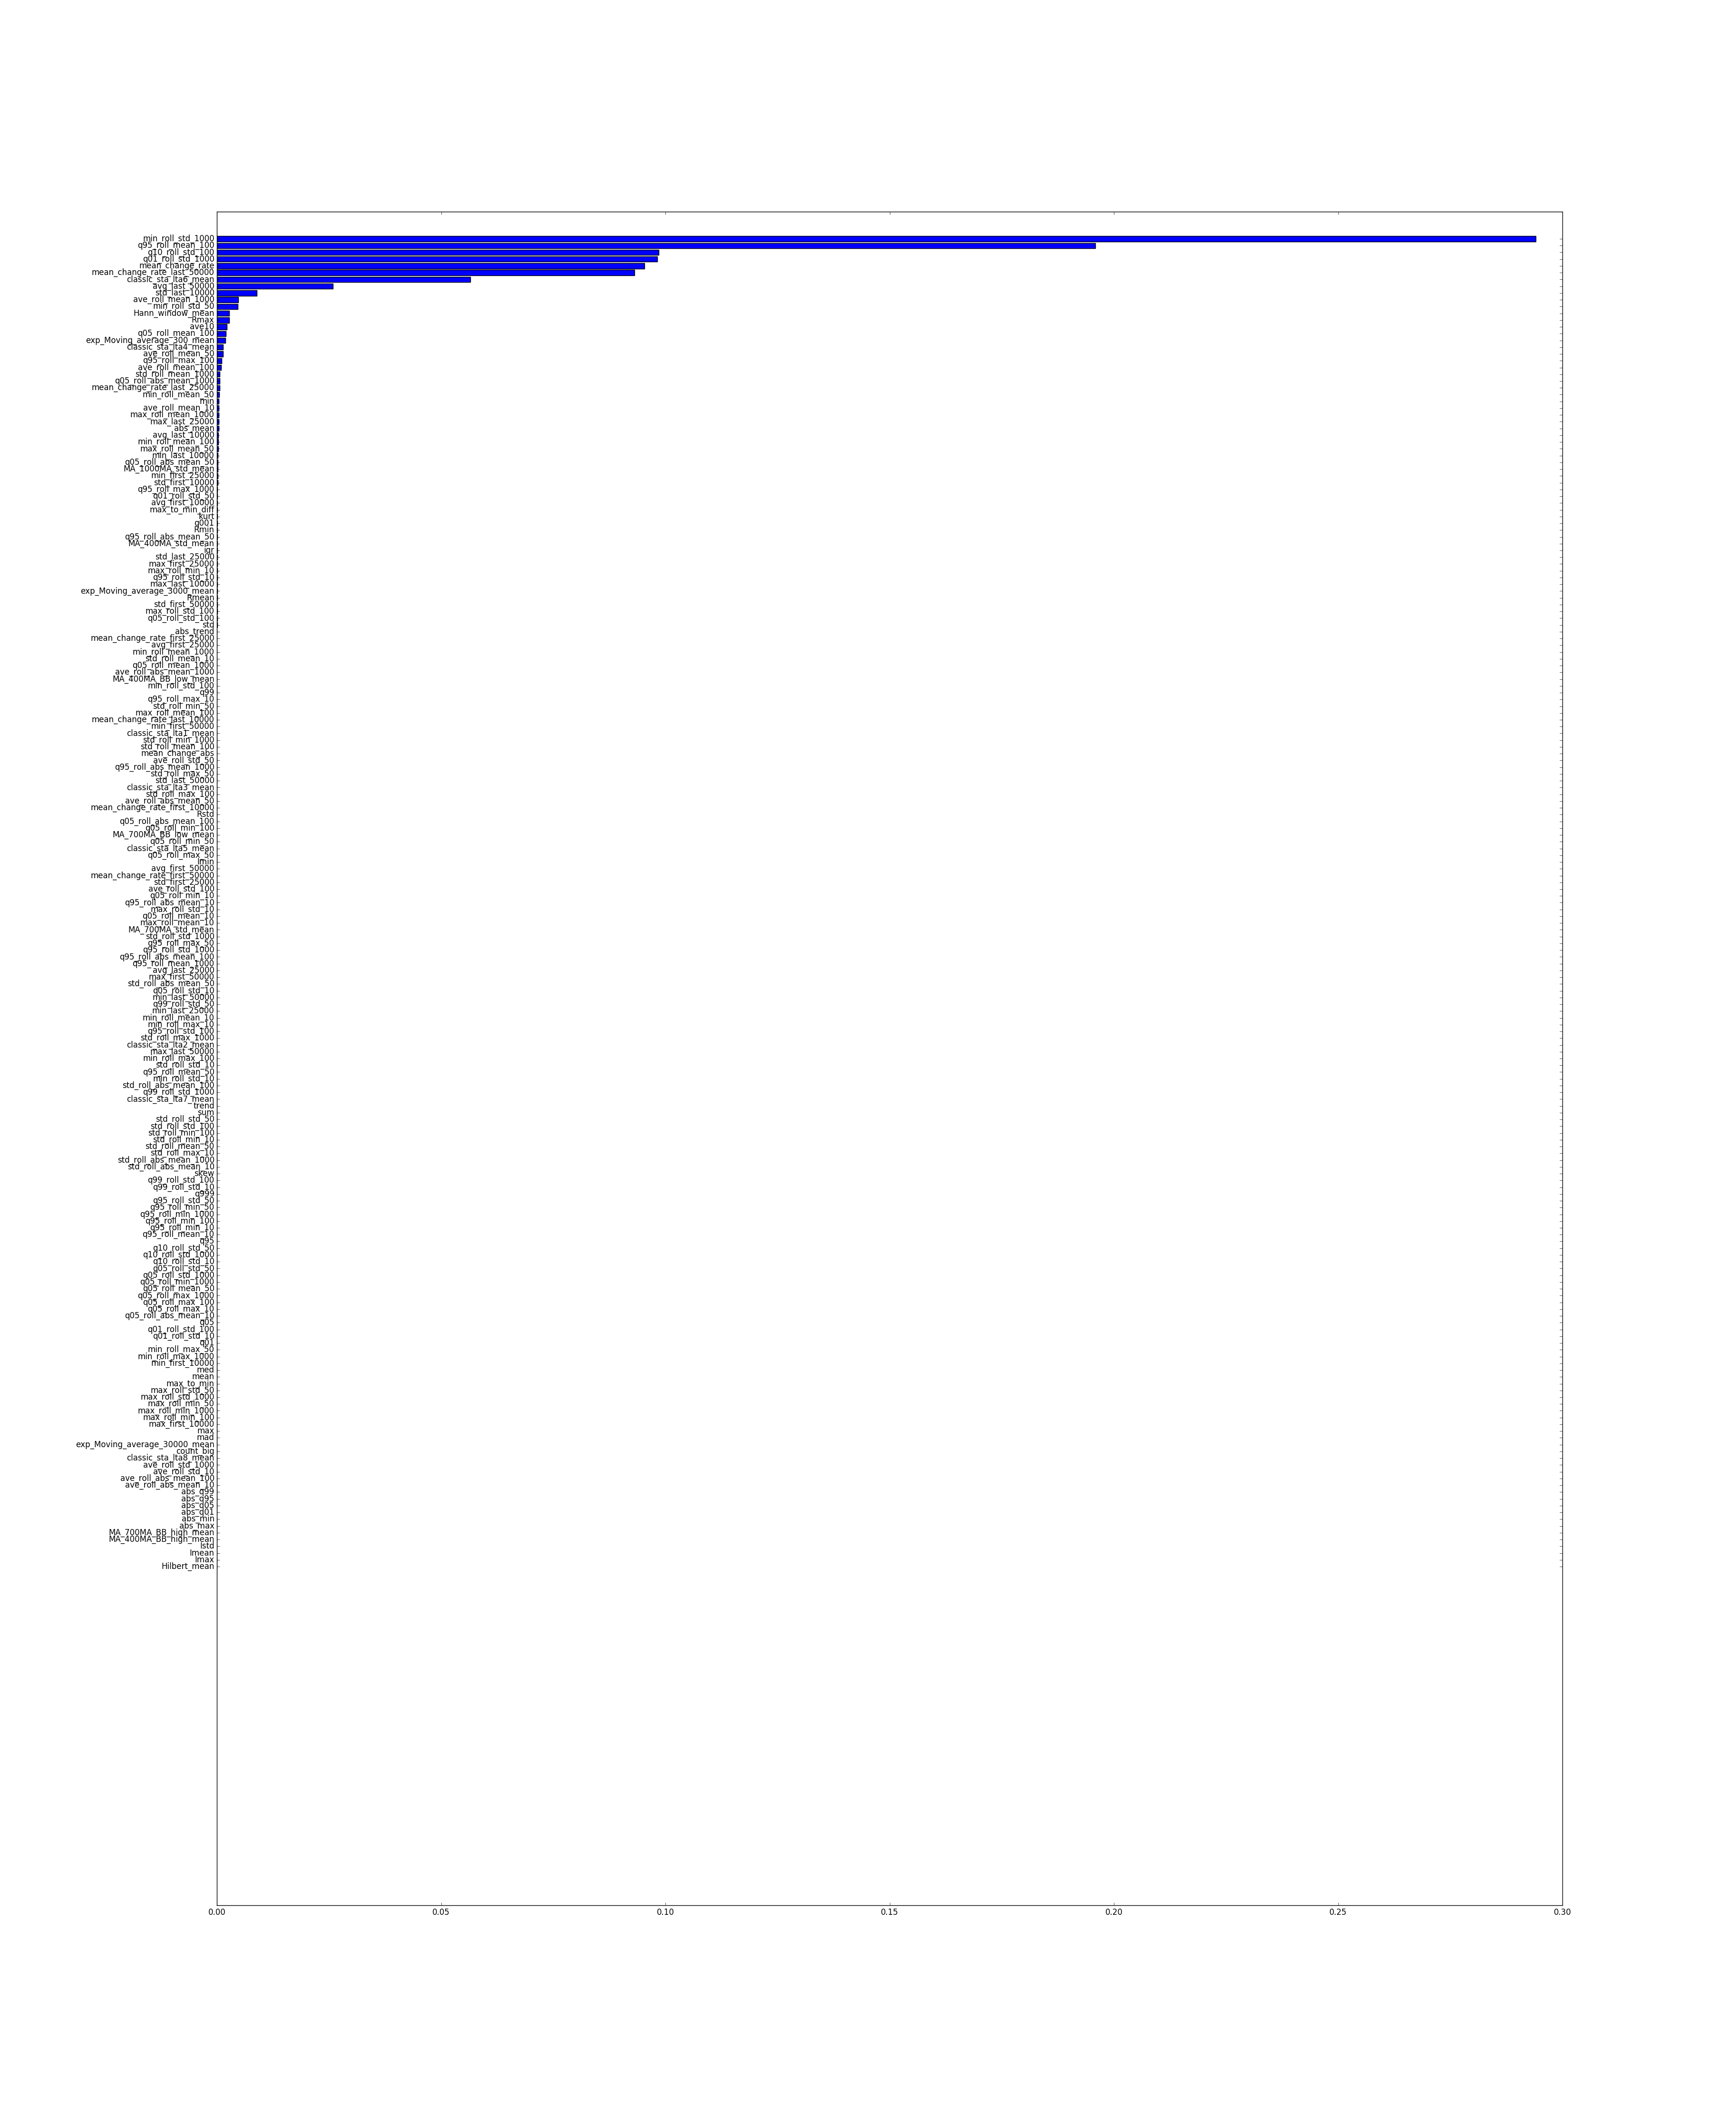 min_roll_std_1000
q95_roll_mean_100
q10_roll_std_100
q01_roll_std_1000
mean_change_rate
mean_change_rate_last_50000
classic_sta_lta6_mean
avg_last_50000
std_last_10000
ave_roll_mean_1000
min_roll_std_50
Hann_window_mean
Rmax
ave10
q05_roll_mean_100
exp_Moving_average_300_mean
classic_sta_lta4_mean
ave_roll_mean_50
q95_roll_max_100
ave_roll_mean_100
std_roll_mean_1000
q05_roll_abs_mean_1000
mean_change_rate_last_25000
min_roll_mean_50
min
ave_roll_mean_10
max_roll_mean_1000
max_last_25000
abs_mean
avg_last_10000
min_roll_mean_100
max_roll_mean_50
min_last_10000
q05_roll_abs_mean_50
MA_1000MA_std_mean
min_first_25000
std_first_10000
q95_roll_max_1000
q01_roll_std_50
avg_first_10000
max_to_min_diff
kurt
q001
Rmin
q95_roll_abs_mean_50
MA_400MA_std_mean
iqr
std_last_25000
max_first_25000
max_roll_min_10
q95_roll_std_10
max_last_10000
exp_Moving_average_3000_mean
Rmean
std_first_50000
max_roll_std_100
q05_roll_std_100
std
abs_trend
mean_change_rate_first_25000
avg_first_25000
min_roll_mean_1000
std_roll_mean_10
q05_roll_mean_1000
ave_roll_abs_mean_1000
MA_400MA_BB_low_mean
min_roll_std_100
q99
q95_roll_max_10
std_roll_min_50
max_roll_mean_100
mean_change_rate_last_10000
min_first_50000
classic_sta_lta1_mean
std_roll_min_1000
std_roll_mean_100
mean_change_abs
ave_roll_std_50
q95_roll_abs_mean_1000
std_roll_max_50
std_last_50000
classic_sta_lta3_mean
std_roll_max_100
ave_roll_abs_mean_50
mean_change_rate_first_10000
Rstd
q05_roll_abs_mean_100
q05_roll_min_100
MA_700MA_BB_low_mean
q05_roll_min_50
classic_sta_lta5_mean
q05_roll_max_50
Imin
avg_first_50000
mean_change_rate_first_50000
std_first_25000
ave_roll_std_100
q05_roll_min_10
q95_roll_abs_mean_10
max_roll_std_10
q05_roll_mean_10
max_roll_mean_10
MA_700MA_std_mean
std_roll_std_1000
q95_roll_max_50
q95_roll_std_1000
q95_roll_abs_mean_100
q95_roll_mean_1000
avg_last_25000
max_first_50000
std_roll_abs_mean_50
q05_roll_std_10
min_last_50000
q99_roll_std_50
min_last_25000
min_roll_mean_10
min_roll_max_10
q95_roll_std_100
std_roll_max_1000
classic_sta_lta2_mean
max_last_50000
min_roll_max_100
std_roll_std_10
q95_roll_mean_50
min_roll_std_10
std_roll_abs_mean_100
q99_roll_std_1000
classic_sta_lta7_mean
trend
sum
std_roll_std_50
std_roll_std_100
std_roll_min_100
std_roll_min_10
std_roll_mean_50
std_roll_max_10
std_roll_abs_mean_1000
std_roll_abs_mean_10
skew
q99_roll_std_100
q99_roll_std_10
q999
q95_roll_std_50
q95_roll_min_50
q95_roll_min_1000
q95_roll_min_100
q95_roll_min_10
q95_roll_mean_10
q95
q10_roll_std_50
q10_roll_std_1000
q10_roll_std_10
q05_roll_std_50
q05_roll_std_1000
q05_roll_min_1000
q05_roll_mean_50
q05_roll_max_1000
q05_roll_max_100
q05_roll_max_10
q05_roll_abs_mean_10
q05
q01_roll_std_100
q01_roll_std_10
q01
min_roll_max_50
min_roll_max_1000
min_first_10000
med
mean
max_to_min
max_roll_std_50
max_roll_std_1000
max_roll_min_50
max_roll_min_1000
max_roll_min_100
max_first_10000
max
mad
exp_Moving_average_30000_mean
count_big
classic_sta_lta8_mean
ave_roll_std_1000
ave_roll_std_10
ave_roll_abs_mean_100
ave_roll_abs_mean_10
abs_q99
abs_q95
abs_q05
abs_q01
abs_min
abs_max
MA_700MA_BB_high_mean
MA_400MA_BB_high_mean
Istd
Imean
Imax
Hilbert_mean
0.00 0.05 0.10 0.15 0.20 0.25 0.30